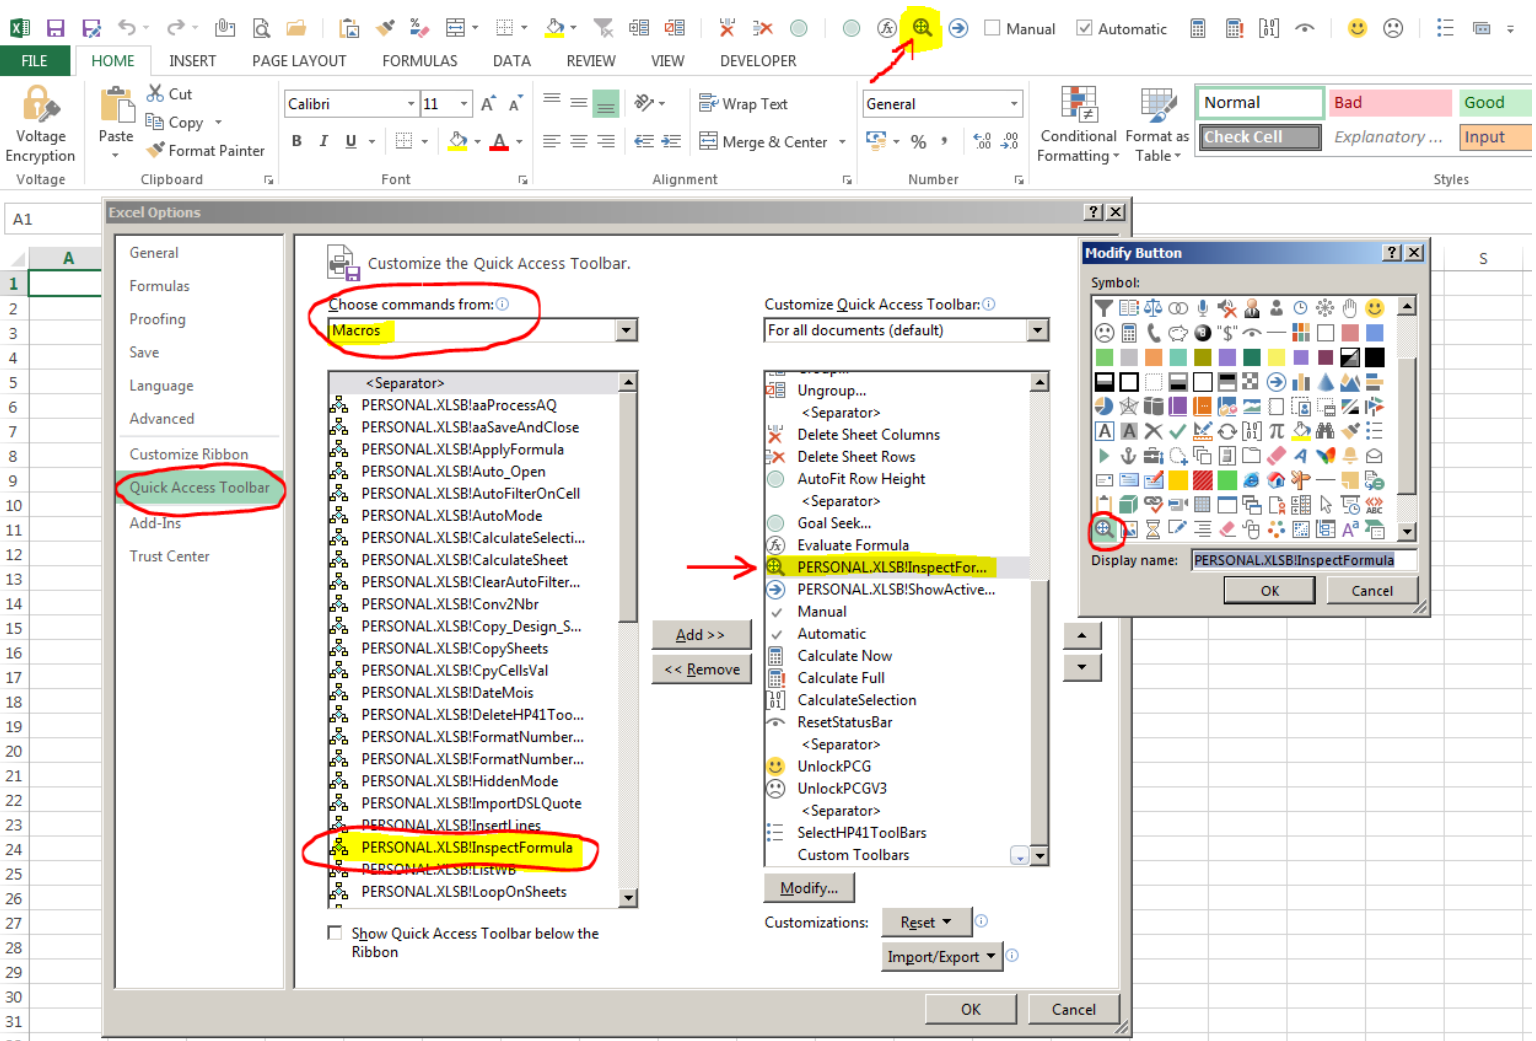 Manual
Automatic
FILE
HOME
INSERT
PAGE LAYOUT
FORMULAS
DATA
REVIEW
VIEW
DEVELOPER
Voltage
Encryption
Voltage
Paste
Cut
Copy
Format Painter
Clipboard
Calibri
11
B I U
Font
Wrap Text
Merge & Center
Alignment
General
%
Number
Conditional
Formatting
Format as
Table
Normal
Bad
Good
Check Cell
Explanatory ...
Input
Styles
A1
A
S
1
2
3
4
5
6
7
8
9
10
11
12
13
14
15
16
17
18
19
20
21
22
23
24
25
26
27
28
29
30
31
Excel Options
General
Formulas
Proofing
Save
Language
Advanced
Customize Ribbon
Quick Access Toolbar
Add-Ins
Trust Center
Customize the Quick Access Toolbar.
Choose commands from:
Macros
<Separator>
PERSONAL.XLSB!aaProcessAQ
PERSONAL.XLSB!aaSaveAndClose
PERSONAL.XLSB!ApplyFormula
PERSONAL.XLSB!Auto_Open
PERSONAL.XLSB!AutoFilterOnCell
PERSONAL.XLSB!AutoMode
PERSONAL.XLSB!CalculateSelecti...
PERSONAL.XLSB!CalculateSheet
PERSONAL.XLSB!ClearAutoFilter...
PERSONAL.XLSB!Conv2Nbr
PERSONAL.XLSB!Copy_Design_S...
PERSONAL.XLSB!CopySheets
PERSONAL.XLSB!CpyCellsVal
PERSONAL.XLSB!DateMois
PERSONAL.XLSB!DeleteHP41Too...
PERSONAL.XLSB!FormatNumber...
PERSONAL.XLSB!FormatNumber...
PERSONAL.XLSB!HiddenMode
PERSONAL.XLSB!ImportDSLQuote
PERSONAL.XLSB!InsertLines
PERSONAL.XLSB!InspectFormula
PERSONAL.XLSB!ListWB
PERSONAL.XLSB!LoopOnSheets
Show Quick Access Toolbar below the
Ribbon
Add >>
<< Remove
Customize Quick Access Toolbar:
For all documents (default)
Group...
Ungroup...
<Separator>
Delete Sheet Columns
Delete Sheet Rows
AutoFit Row Height
<Separator>
Goal Seek...
Evaluate Formula
PERSONAL.XLSB!InspectFor...
PERSONAL.XLSB!ShowActive...
Manual
Automatic
Calculate Now
Calculate Full
CalculateSelection
ResetStatusBar
<Separator>
UnlockPCG
UnlockPCGV3
<Separator>
SelectHP41ToolBars
Custom Toolbars
Modify...
Customizations:
Reset
Import/Export
OK
Cancel
Modify Button
Symbol:
Display name:
PERSONAL.XLSB!InspectFormula
OK
Cancel